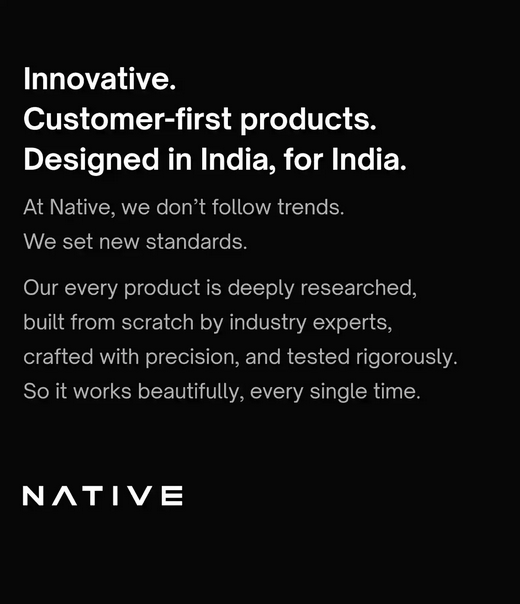 Innovative.
Customer-first products.
Designed in India, for India.
At Native, we don’t follow trends.
We set new standards.
Our every product is deeply researched,
built from scratch by industry experts,
crafted with precision, and tested rigorously.
So it works beautifully, every single time.
NATIVE